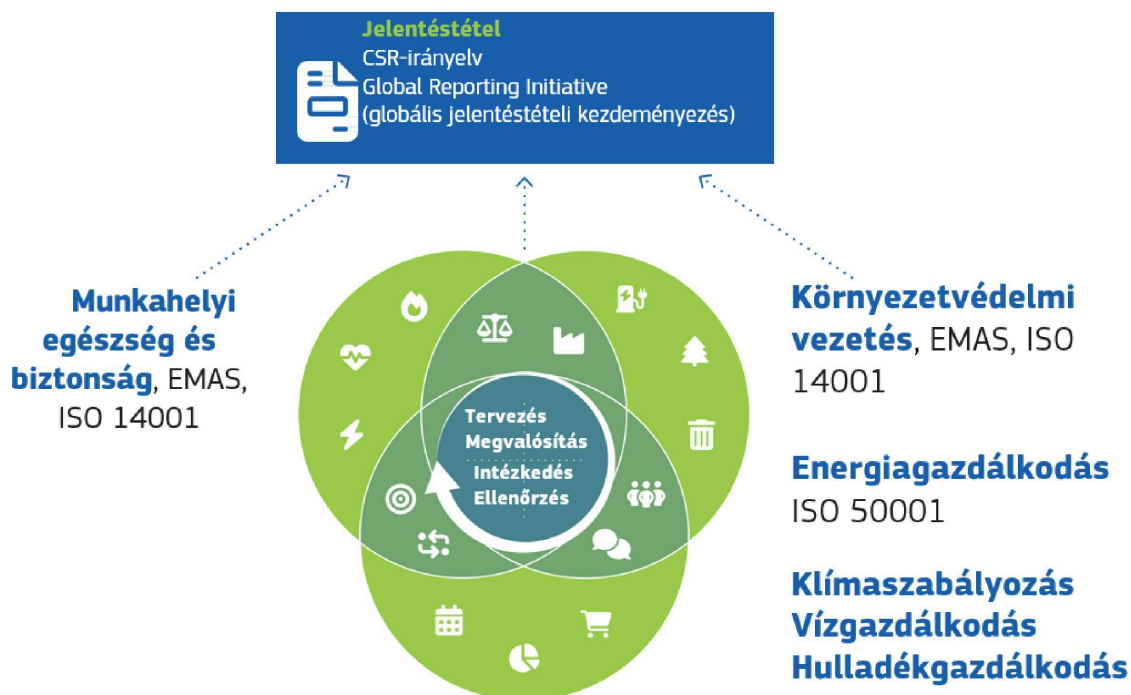 Jelentéstétel
CSR-irányelv
Global Reporting Initiative
(globális jelentéstételi kezdeményezés)
Munkahelyi
egészség és
biztonság, EMAS,
ISO 14001
Tervezés
Megvalósítás
Intézkedés
Ellenőrzés
Környezetvédelmi
vezetés, EMAS, ISO
14001
Energiagazdálkodás
ISO 50001
Klímaszabályozás
Vízgazdálkodás
Hulladékgazdálkodás